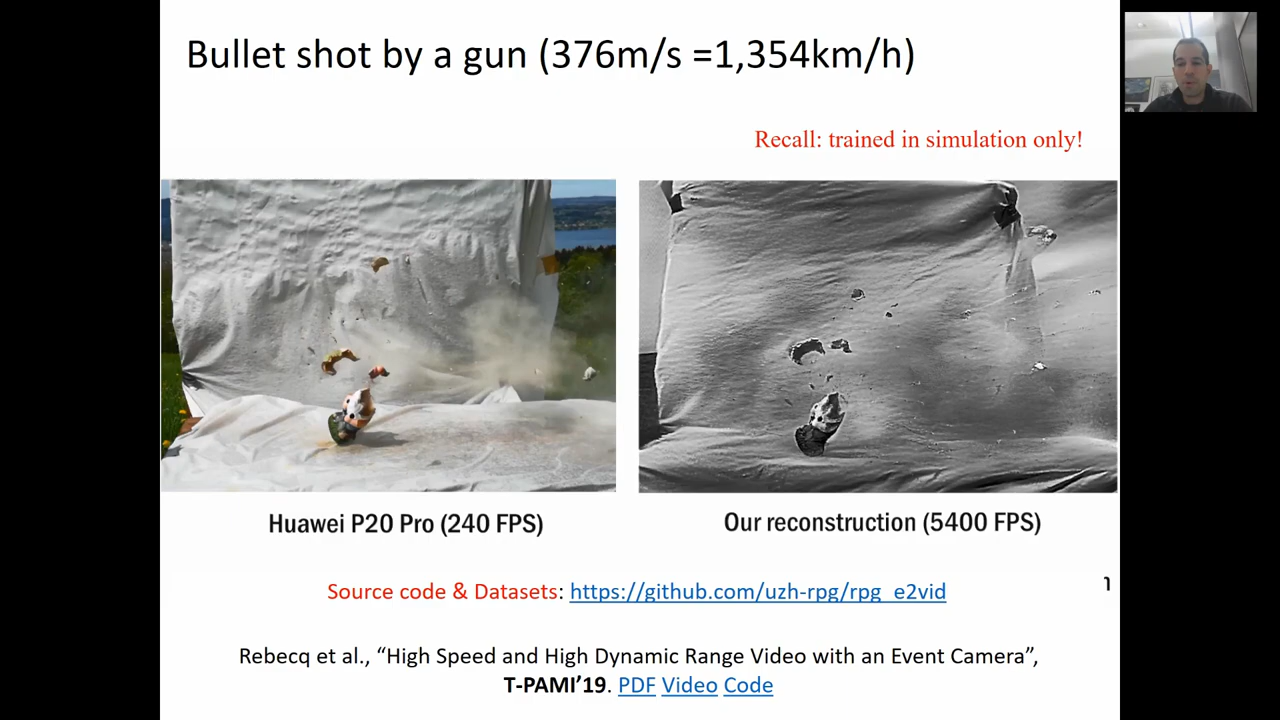 Bullet shot by a gun (376m/s =1,354km/h)
Recall: trained in simulation only!
Huawei P20 Pro (240 FPS)
Our reconstruction (5400 FPS)
Source code & Datasets: https://github.com/uzh-rpg/rpg_e2vid
Rebecq et al., “High Speed and High Dynamic Range Video with an Event Camera”,
T-PAMI’19. PDF Video Code